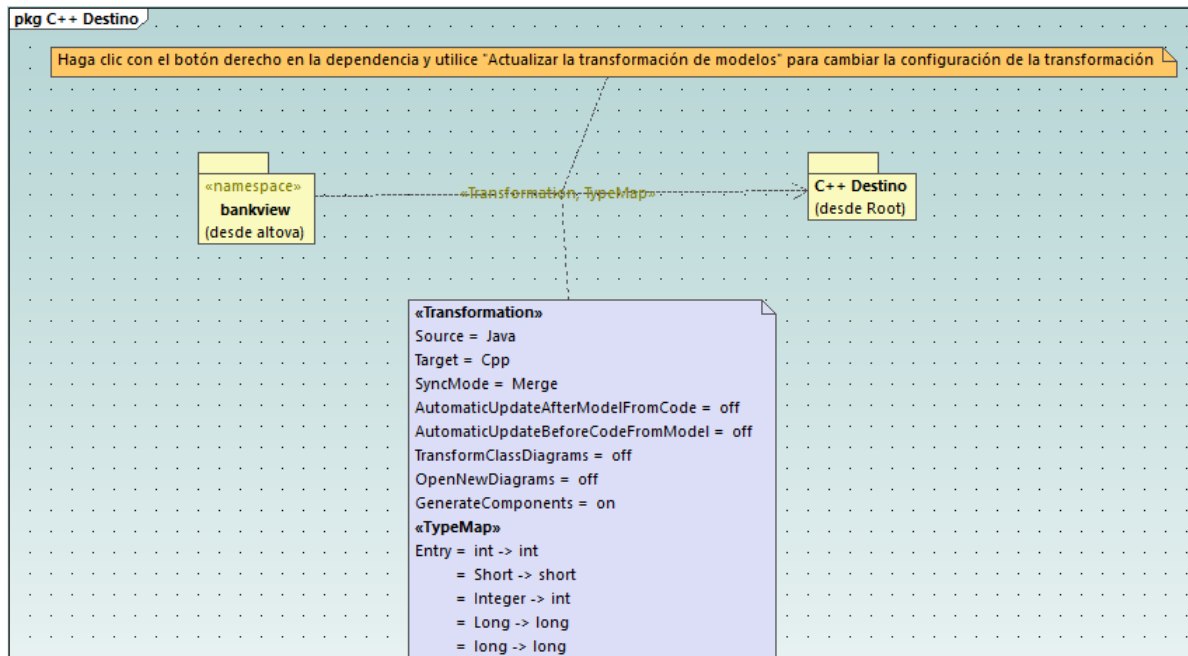 pkg C++ Destino
Haga clic con el botón derecho en la dependencia y utilice "Actualizar la transformación de modelos" para cambiar la configuración de la transformación
«namespace»
bankview
(desde altova)
«Transformation, TypeMap»
C++ Destino
(desde Root)
«Transformation»
Source = Java
Target = Cpp
SyncMode = Merge
AutomaticUpdateAfterModelFromCode = off
AutomaticUpdateBeforeCodeFromModel = off
TransformClassDiagrams = off
OpenNewDiagrams = off
GenerateComponents = on
«TypeMap»
Entry = int -> int
= Short -> short
= Integer -> int
= Long -> long
= long -> long